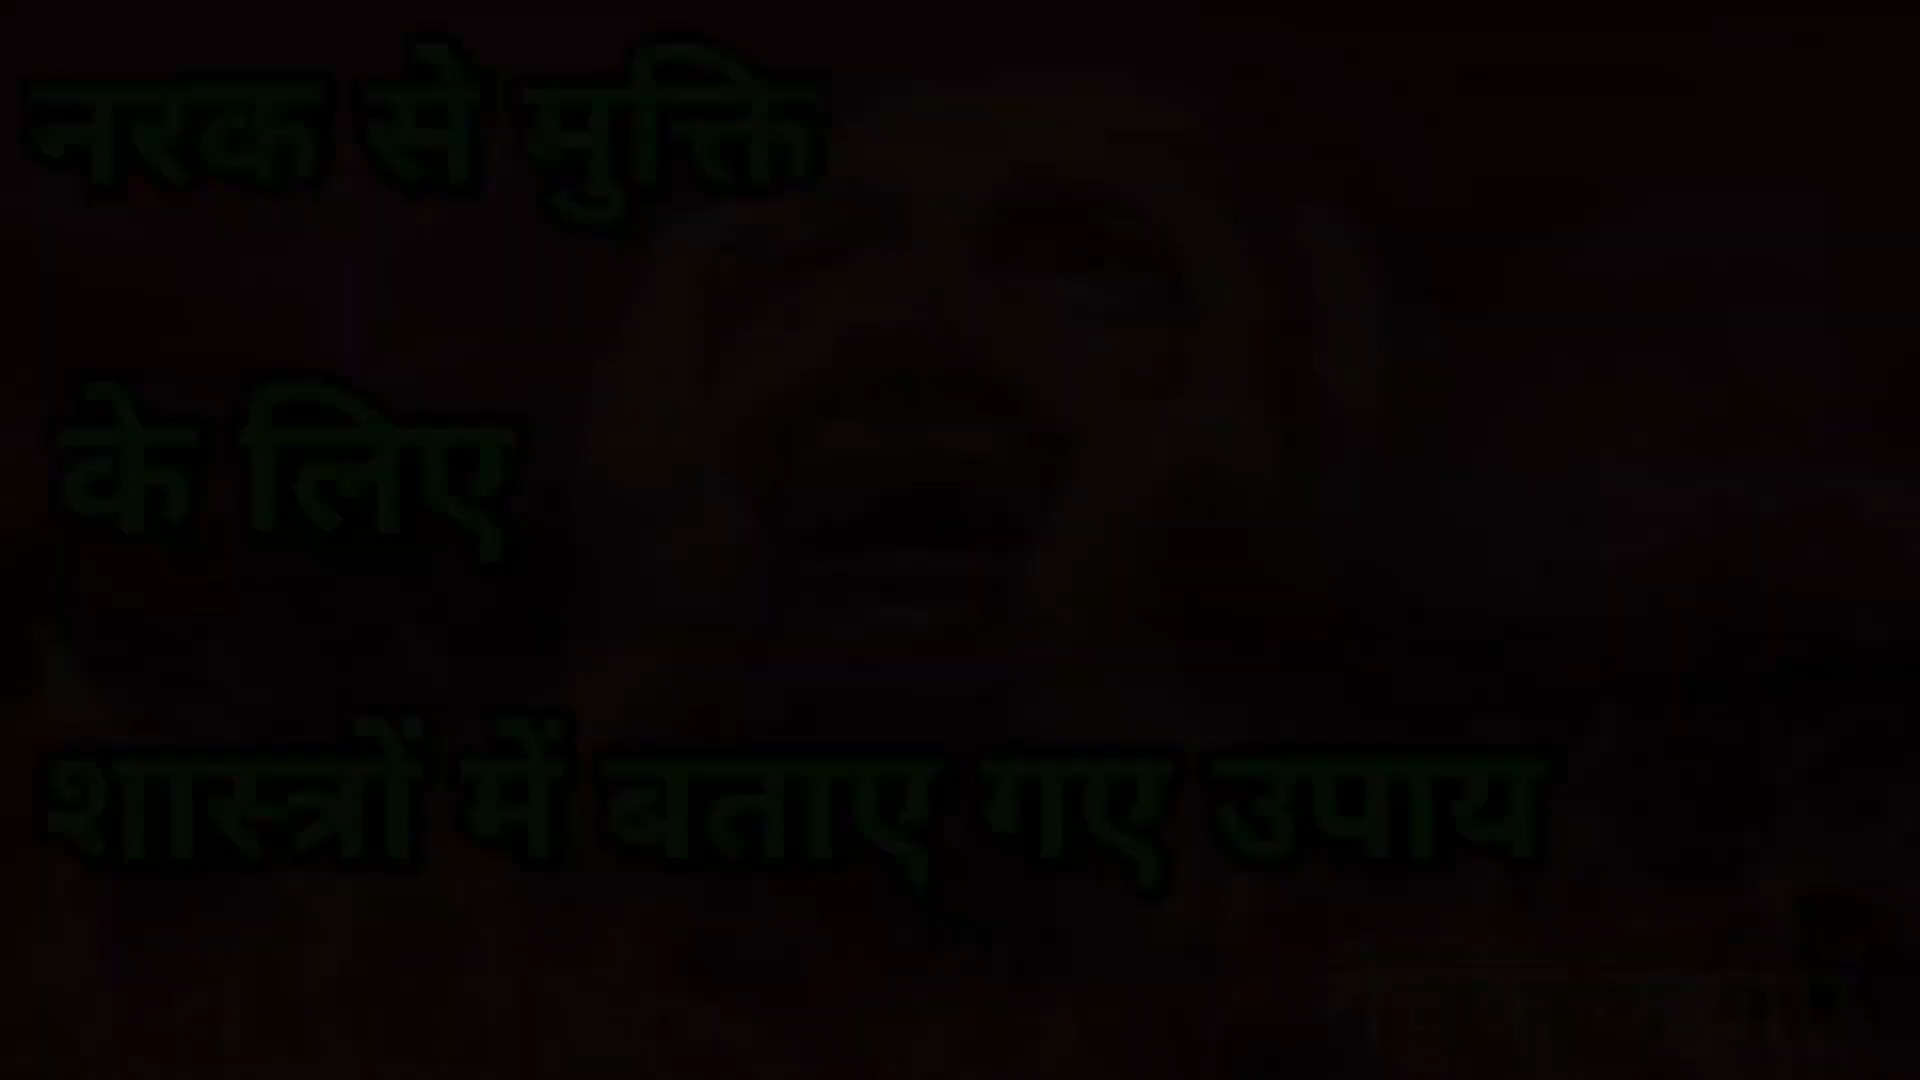 नरक से मुक्ति
के लिए
शास्त्रों में बताए गए उपाय